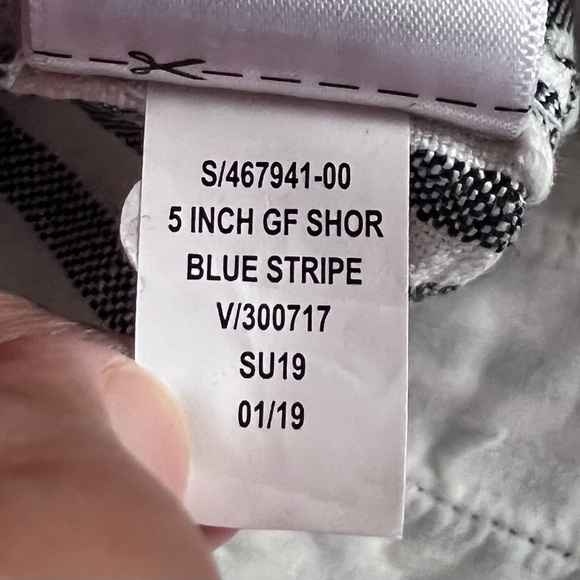 S/467941-00
5 INCH GF SHOR
BLUE STRIPE
V/300717
SU19
01/19